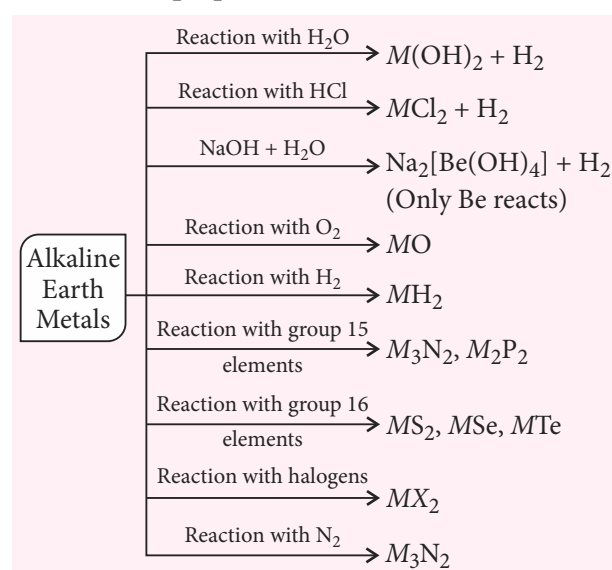 Reaction with H₂O
M(OH)₂ + H₂
Reaction with HCl
MCl₂ + H₂
NaOH + H₂O
Na₂[Be(OH)₄] + H₂
(Only Be reacts)
Reaction with O₂
MO
Alkaline
Earth
Metals
Reaction with H₂
MH₂
Reaction with group 15
elements
M₃N₂, M₂P₂
Reaction with group 16
elements
MS₂, MSe, MTe
Reaction with halogens
MX₂
Reaction with N₂
M₃N₂